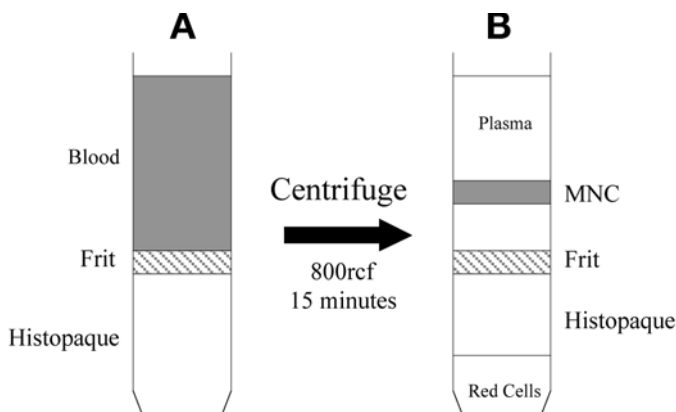 A
B
Blood
Plasma
Centrifuge
MNC
Frit
Frit
800rcf
15 minutes
Histopaque
Histopaque
Red Cells